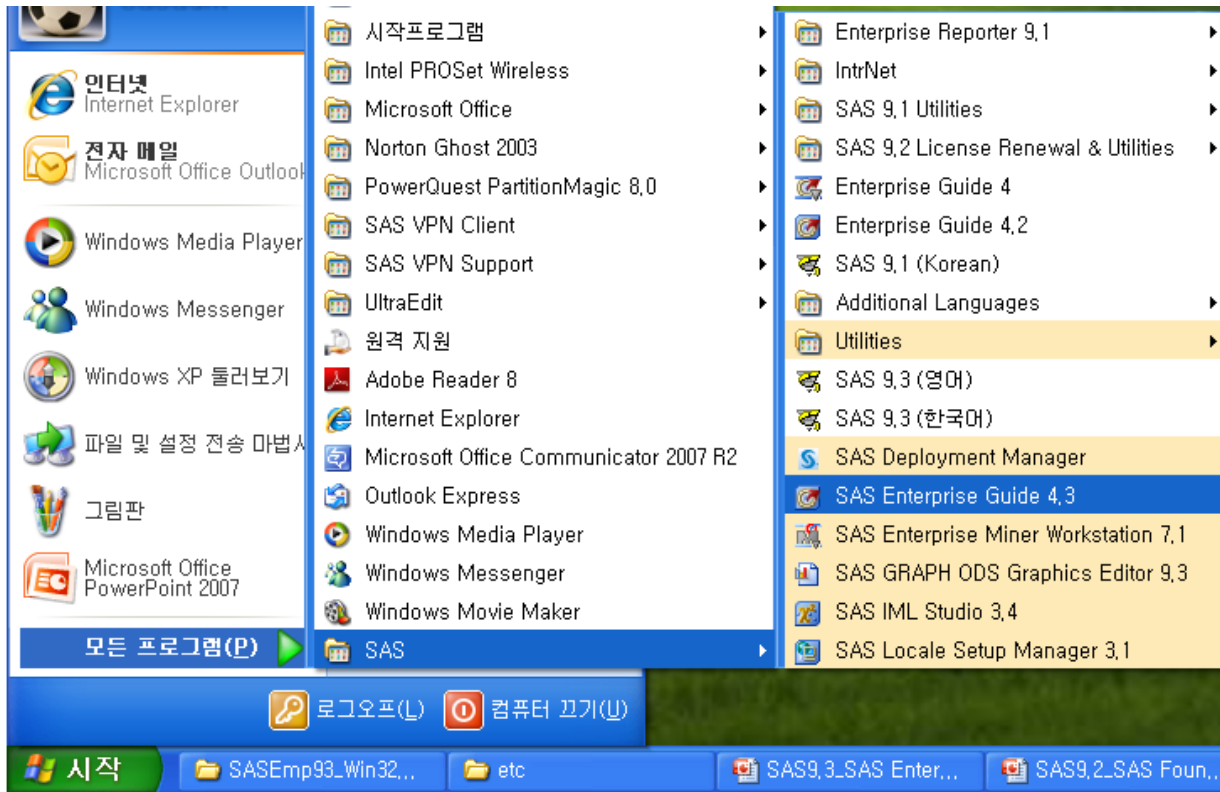 인터넷
Internet Explorer
전자 메일
Microsoft Office Outlook
Windows Media Player
Windows Messenger
Windows XP 둘러보기
파일 및 설정 전송 마법사
그림판
Microsoft Office
PowerPoint 2007
모든 프로그램(P)
시작프로그램
Intel PROSet Wireless
Microsoft Office
Norton Ghost 2003
PowerQuest PartitionMagic 8,0
SAS VPN Client
SAS VPN Support
UltraEdit
원격 지원
Adobe Reader 8
Internet Explorer
Microsoft Office Communicator 2007 R2
Outlook Express
Windows Media Player
Windows Messenger
Windows Movie Maker
SAS
Enterprise Reporter 9,1
IntrNet
SAS 9,1 Utilities
SAS 9,2 License Renewal & Utilities
Enterprise Guide 4
Enterprise Guide 4,2
SAS 9,1 (Korean)
Additional Languages
Utilities
SAS 9,3 (영어)
SAS 9,3 (한국어)
SAS Deployment Manager
SAS Enterprise Guide 4,3
SAS Enterprise Miner Workstation 7,1
SAS GRAPH ODS Graphics Editor 9,3
SAS IML Studio 3,4
SAS Locale Setup Manager 3,1
로그오프(L)
컴퓨터 끄기(U)
시작
SASEmp93_Win32,,,
etc
SAS9,3_SAS Enter,,,
SAS9,2_SAS Foun,,